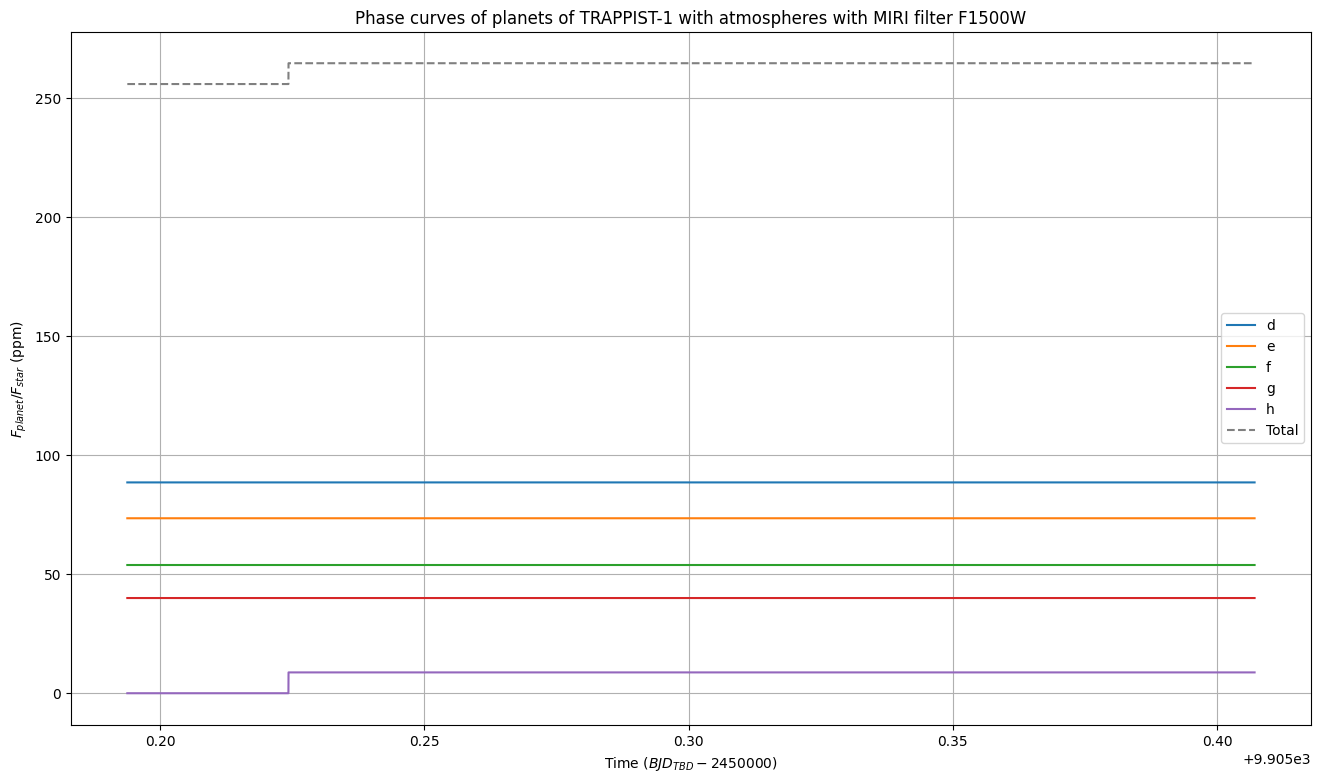 Phase curves of planets of TRAPPIST-1 with atmospheres with MIRI filter F1500W
250
200
150
100
50
0
F_planet/F_star (ppm)
d
e
f
g
h
Total
0.20 0.25 0.30 0.35 0.40
+9.905e3
Time (BJD_TBD − 2450000)